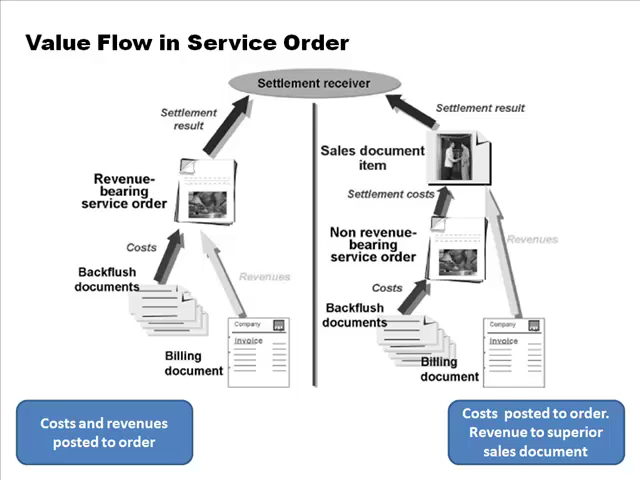 Value Flow in Service Order
Settlement receiver
Settlement
result
Revenue-
bearing
service order
Costs
Revenues
Backflush
documents
Company
Invoice
Billing
document
Costs and revenues
posted to order
Settlement result
Sales document
item
Settlement costs
Non revenue-
bearing
service order
Revenues
Costs
Backflush
documents
Company
Invoice
Billing
document
Costs posted to order.
Revenue to superior
sales document